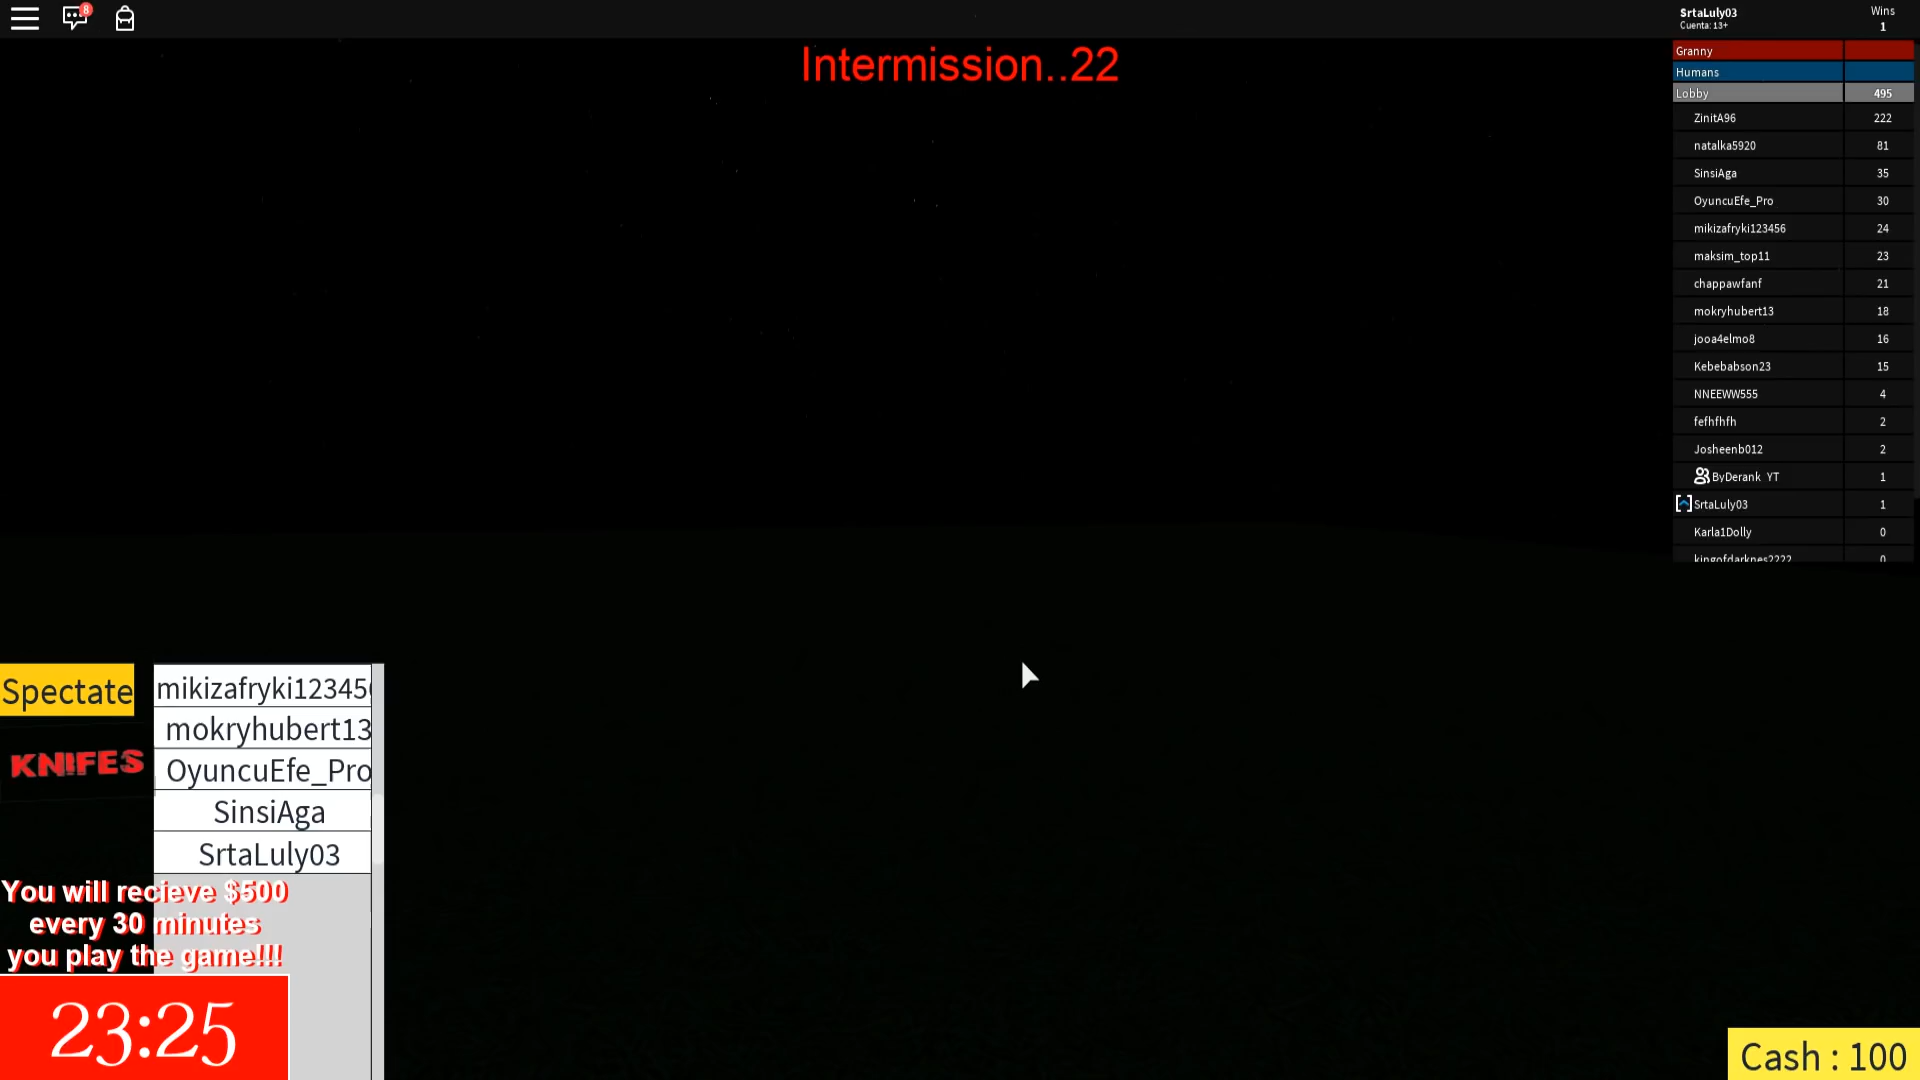 8
SrtaLuly03
Cuenta: 13+
Wins
1
Intermission..22
Granny
Humans
Lobby 495
ZinitA96 222
natalka5920 81
SinsiAga 35
OyuncuEfe_Pro 30
mikizafryki123456 24
maksim_top11 23
chappawfanf 21
mokryhubert13 18
jooa4elmo8 16
Kebebabson23 15
NNEEWW555 4
fefhfhfh 2
Josheenb012 2
ByDerank_YT 1
SrtaLuly03 1
Karla1Dolly 0
kingofdarknes2222 0
Spectate
KNIFES
mikizafryki123456
mokryhubert13
OyuncuEfe_Pro
SinsiAga
SrtaLuly03
You will recieve $500
every 30 minutes
you play the game!!!
23:25
Cash : 100